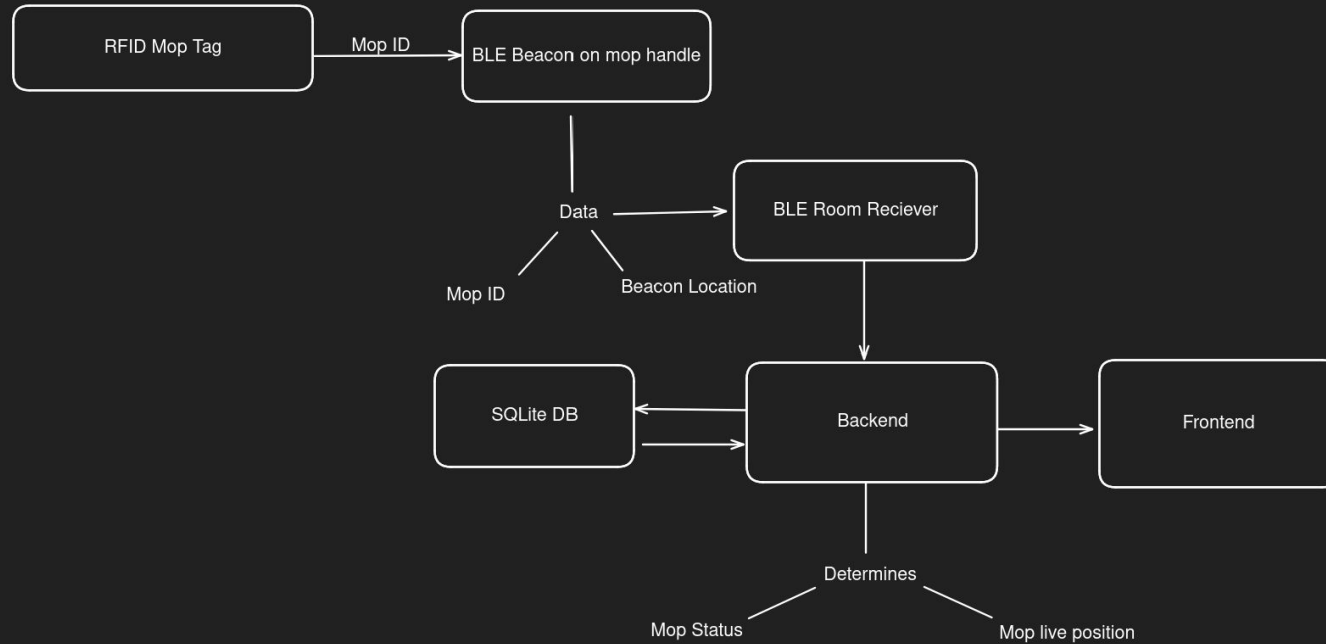 RFID Mop Tag
Mop ID
BLE Beacon on mop handle
BLE Room Reciever
Data
Mop ID
Beacon Location
SQLite DB
Backend
Frontend
Determines
Mop Status
Mop live position